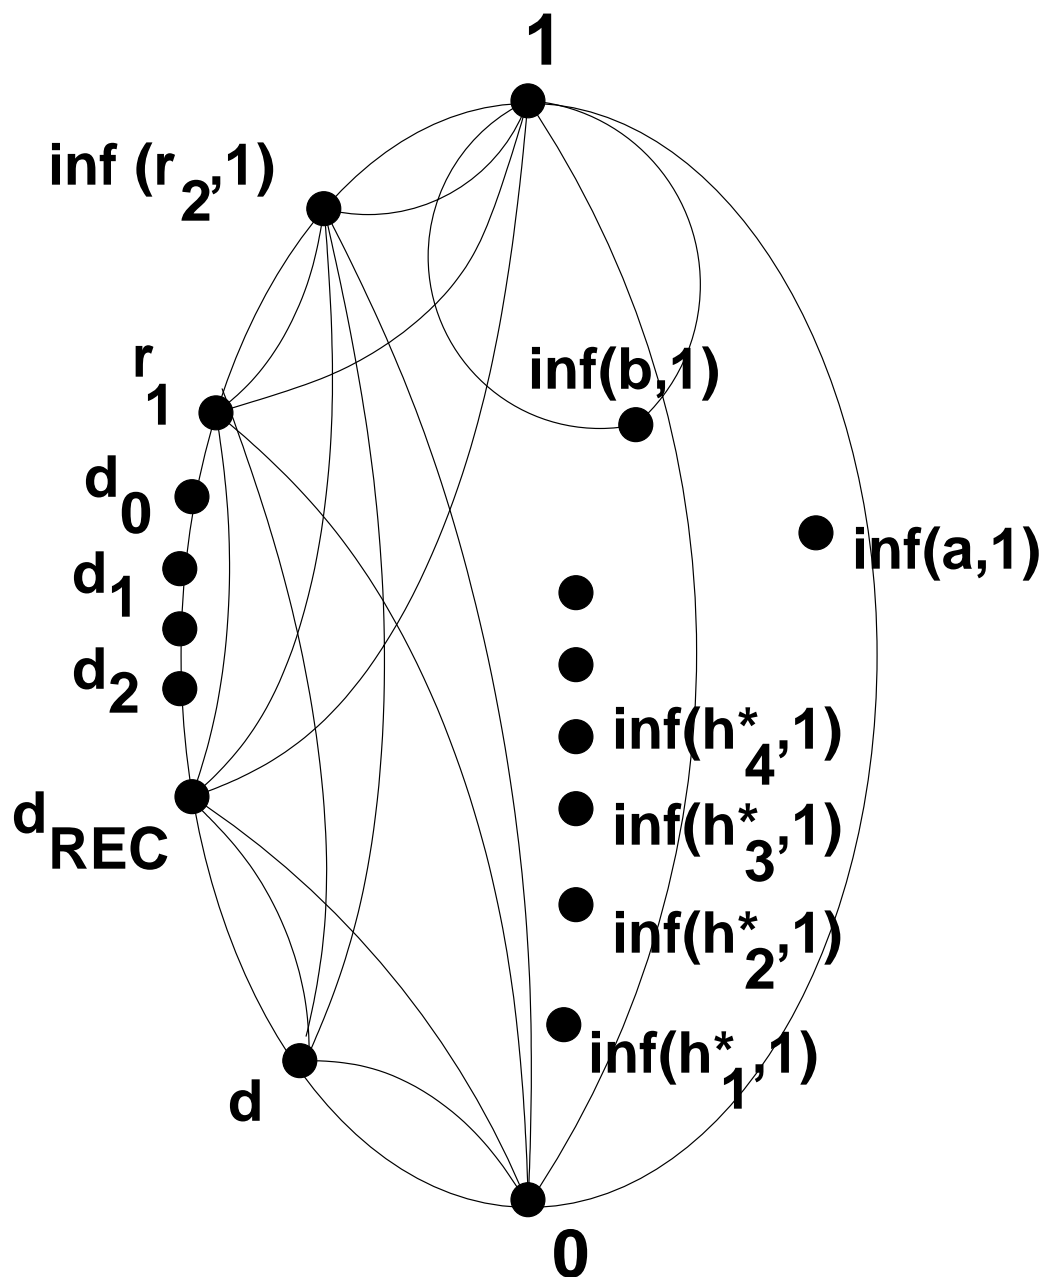 1
inf (r₂,1)
r₁
inf(b,1)
d₀
inf(a,1)
d₁
d₂
inf(h*₄,1)
d_REC
inf(h*₃,1)
inf(h*₂,1)
inf(h*₁,1)
d
0